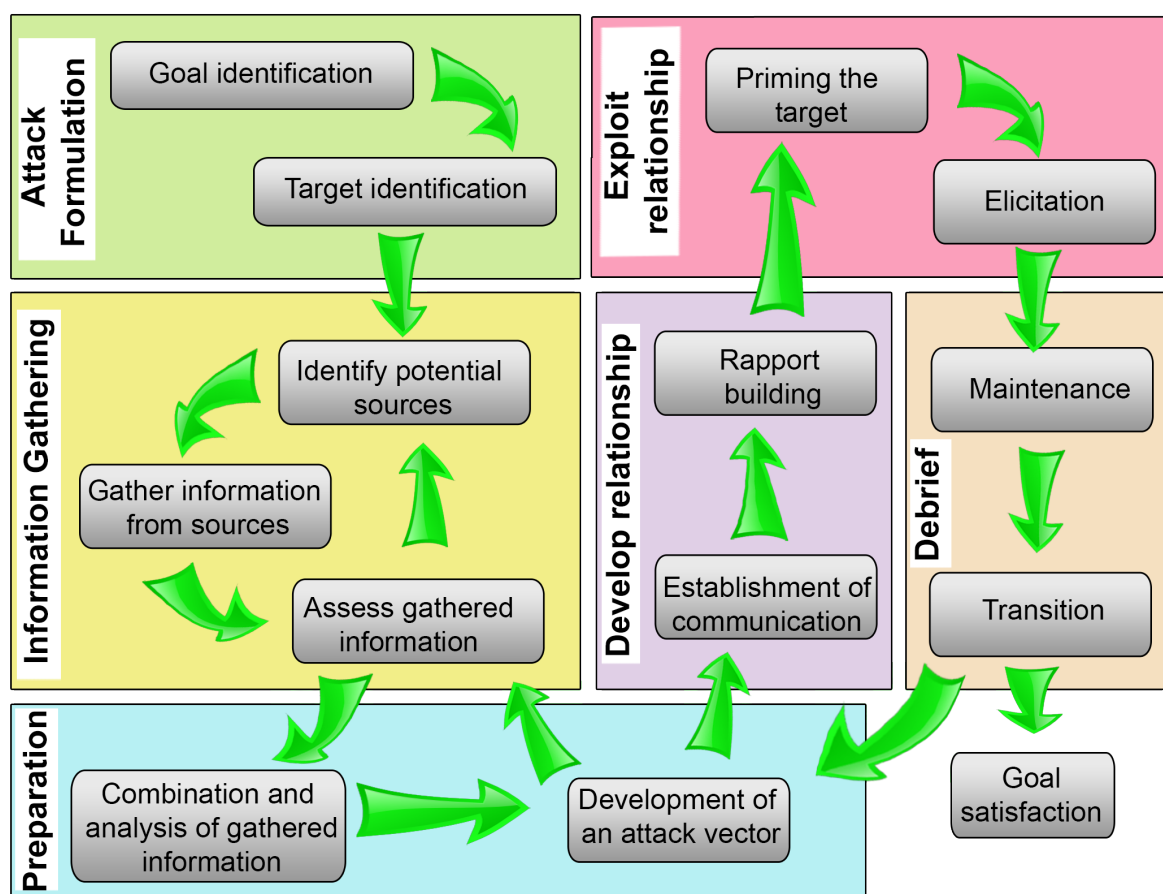 Attack
Formulation
Goal identification
Target identification
Exploit
relationship
Priming the
target
Elicitation
Information Gathering
Identify potential
sources
Gather information
from sources
Assess gathered
information
Develop relationship
Rapport
building
Establishment of
communication
Debrief
Maintenance
Transition
Goal
satisfaction
Preparation
Combination and
analysis of gathered
information
Development of
an attack vector